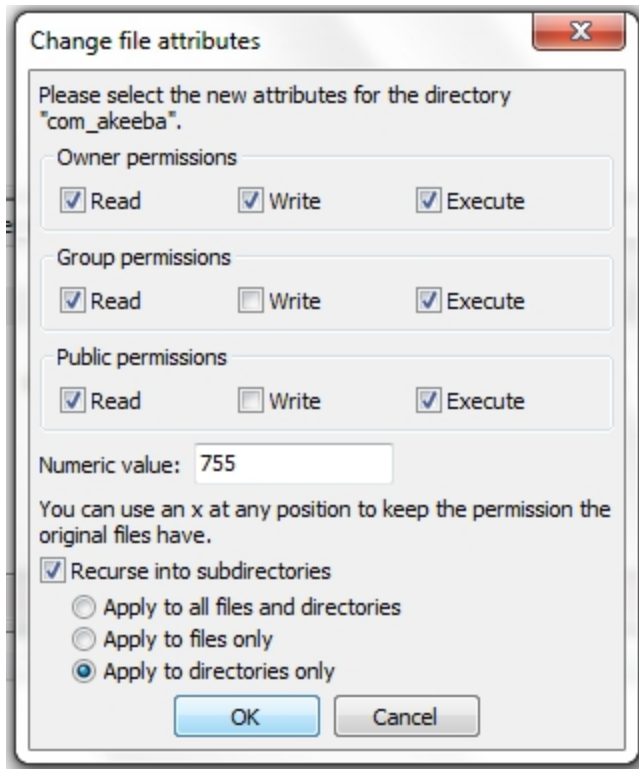 Change file attributes
Please select the new attributes for the directory
"com_akeeba".
Owner permissions
Read Write Execute
Group permissions
Read Write Execute
Public permissions
Read Write Execute
Numeric value: 755
You can use an x at any position to keep the permission the
original files have.
Recurse into subdirectories
Apply to all files and directories
Apply to files only
Apply to directories only
OK Cancel